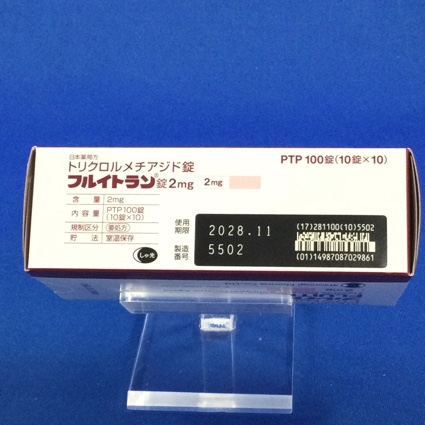 日本薬局方
トリクロルメチアジド錠
フルイトラン®錠2mg
2mg
PTP 100錠(10錠×10)
含量 2mg
内容量 PTP100錠
(10錠×10)
規制区分 処方
貯法 室温保存
しゃ光
使用
期限
2028.11
製造
番号
5502
(17)281100(10)5502
(01)14987087029861